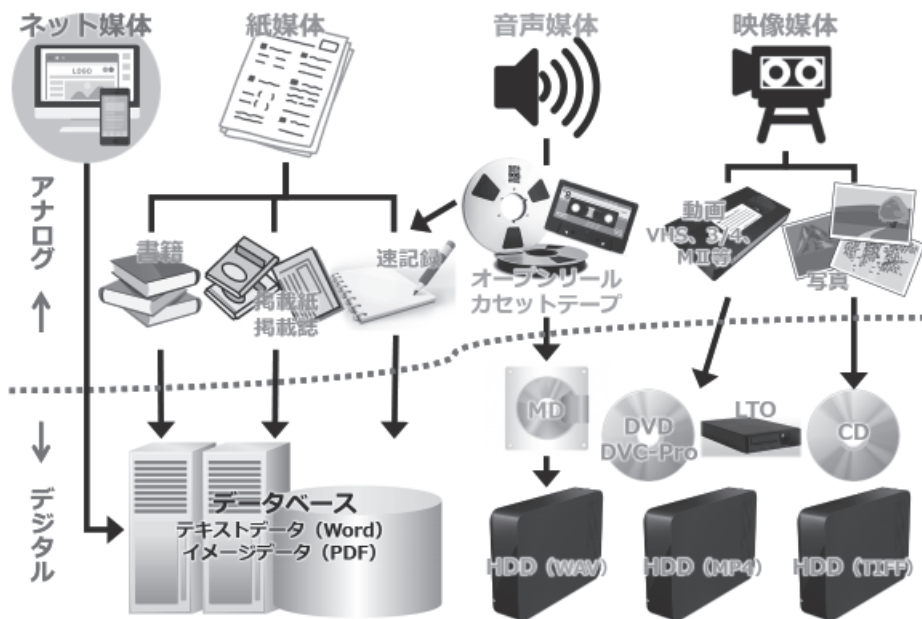 ネット媒体
紙媒体
音声媒体
映像媒体
LOGO
アナログ
書籍
掲載紙
掲載誌
速記録
オープンリール
カセットテープ
動画
VHS、3/4、
MⅡ等
写真
デジタル
MD
DVD
DVC-Pro
LTO
CD
データベース
テキストデータ（Word）
イメージデータ（PDF）
HDD（WAV）
HDD（MP4）
HDD（TIFF）